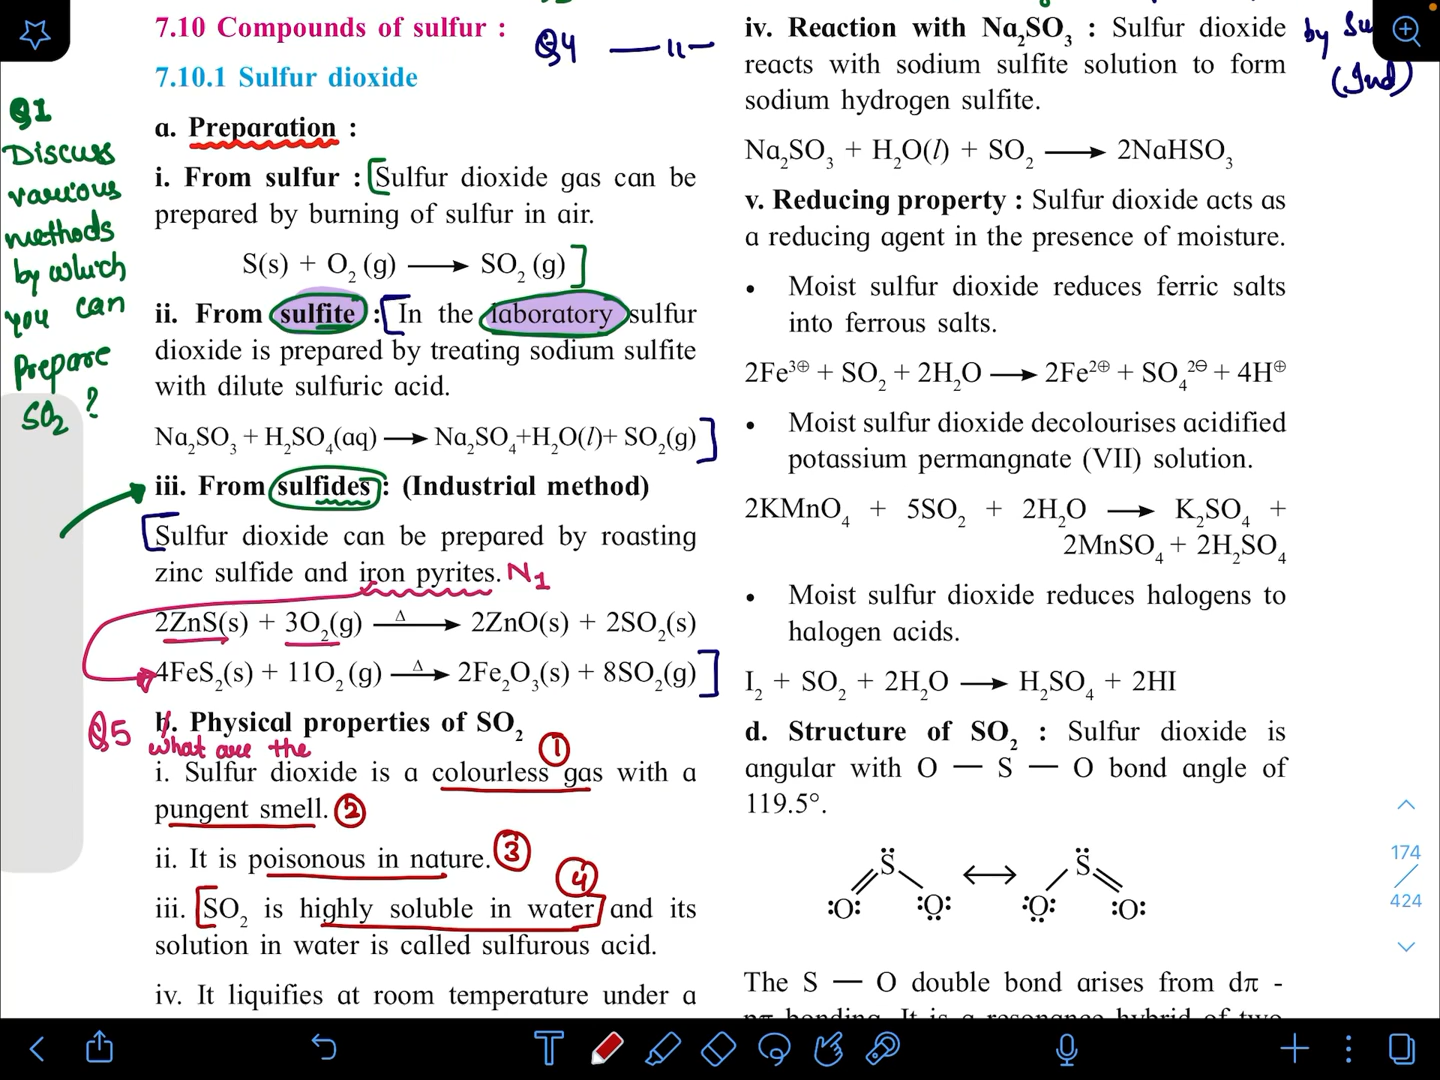 7.10 Compounds of sulfur :
Q4 — 11 —
7.10.1 Sulfur dioxide
Q1
Discuss
various
methods
by which
you can
Prepare
SO₂ ?
a. Preparation :
i. From sulfur : [Sulfur dioxide gas can be
prepared by burning of sulfur in air.
S(s) + O₂ (g) ⟶ SO₂ (g)]
ii. From sulfite : [In the laboratory sulfur
dioxide is prepared by treating sodium sulfite
with dilute sulfuric acid.
Na₂SO₃ + H₂SO₄(aq) ⟶ Na₂SO₄+H₂O(l)+ SO₂(g)]
iii. From sulfides : (Industrial method)
[Sulfur dioxide can be prepared by roasting
zinc sulfide and iron pyrites. N1
2ZnS(s) + 3O₂(g) —Δ→ 2ZnO(s) + 2SO₂(s)
4FeS₂(s) + 11O₂ (g) —Δ→ 2Fe₂O₃(s) + 8SO₂(g)]
Q5 b. Physical properties of SO₂
What are the
i. Sulfur dioxide is a colourless gas with a ①
pungent smell. ②
ii. It is poisonous in nature. ③
iii. [SO₂ is highly soluble in water] and its ④
solution in water is called sulfurous acid.
iv. It liquifies at room temperature under a
iv. Reaction with Na₂SO₃ : Sulfur dioxide
reacts with sodium sulfite solution to form
sodium hydrogen sulfite.
by
(Ind)
Na₂SO₃ + H₂O(l) + SO₂ ⟶ 2NaHSO₃
v. Reducing property : Sulfur dioxide acts as
a reducing agent in the presence of moisture.
• Moist sulfur dioxide reduces ferric salts
into ferrous salts.
2Fe³⊕ + SO₂ + 2H₂O ⟶ 2Fe²⊕ + SO₄²⊖ + 4H⊕
• Moist sulfur dioxide decolourises acidified
potassium permangnate (VII) solution.
2KMnO₄ + 5SO₂ + 2H₂O ⟶ K₂SO₄ +
2MnSO₄ + 2H₂SO₄
• Moist sulfur dioxide reduces halogens to
halogen acids.
I₂ + SO₂ + 2H₂O ⟶ H₂SO₄ + 2HI
d. Structure of SO₂ : Sulfur dioxide is
angular with O — S — O bond angle of
119.5°.
S S
:O: :O: :O: :O:
The S — O double bond arises from dπ -
pπ bonding. It is a resonance hybrid of two
174
424
T